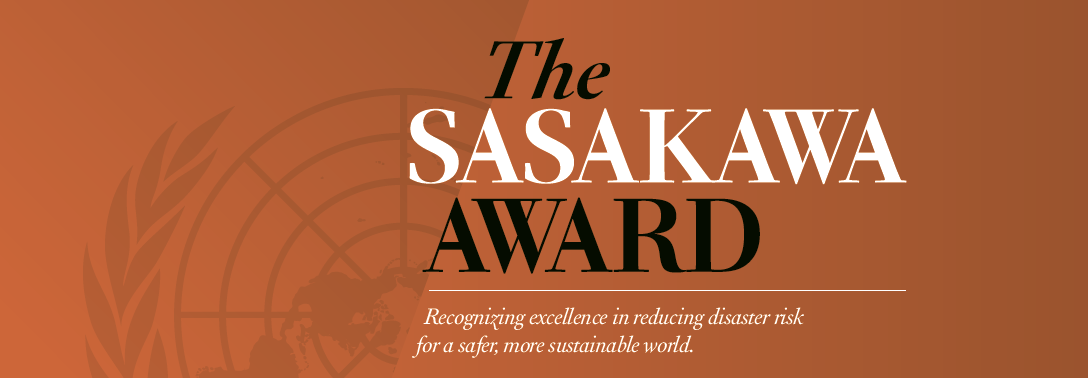 The
SASAKAWA
AWARD
Recognizing excellence in reducing disaster risk
for a safer, more sustainable world.